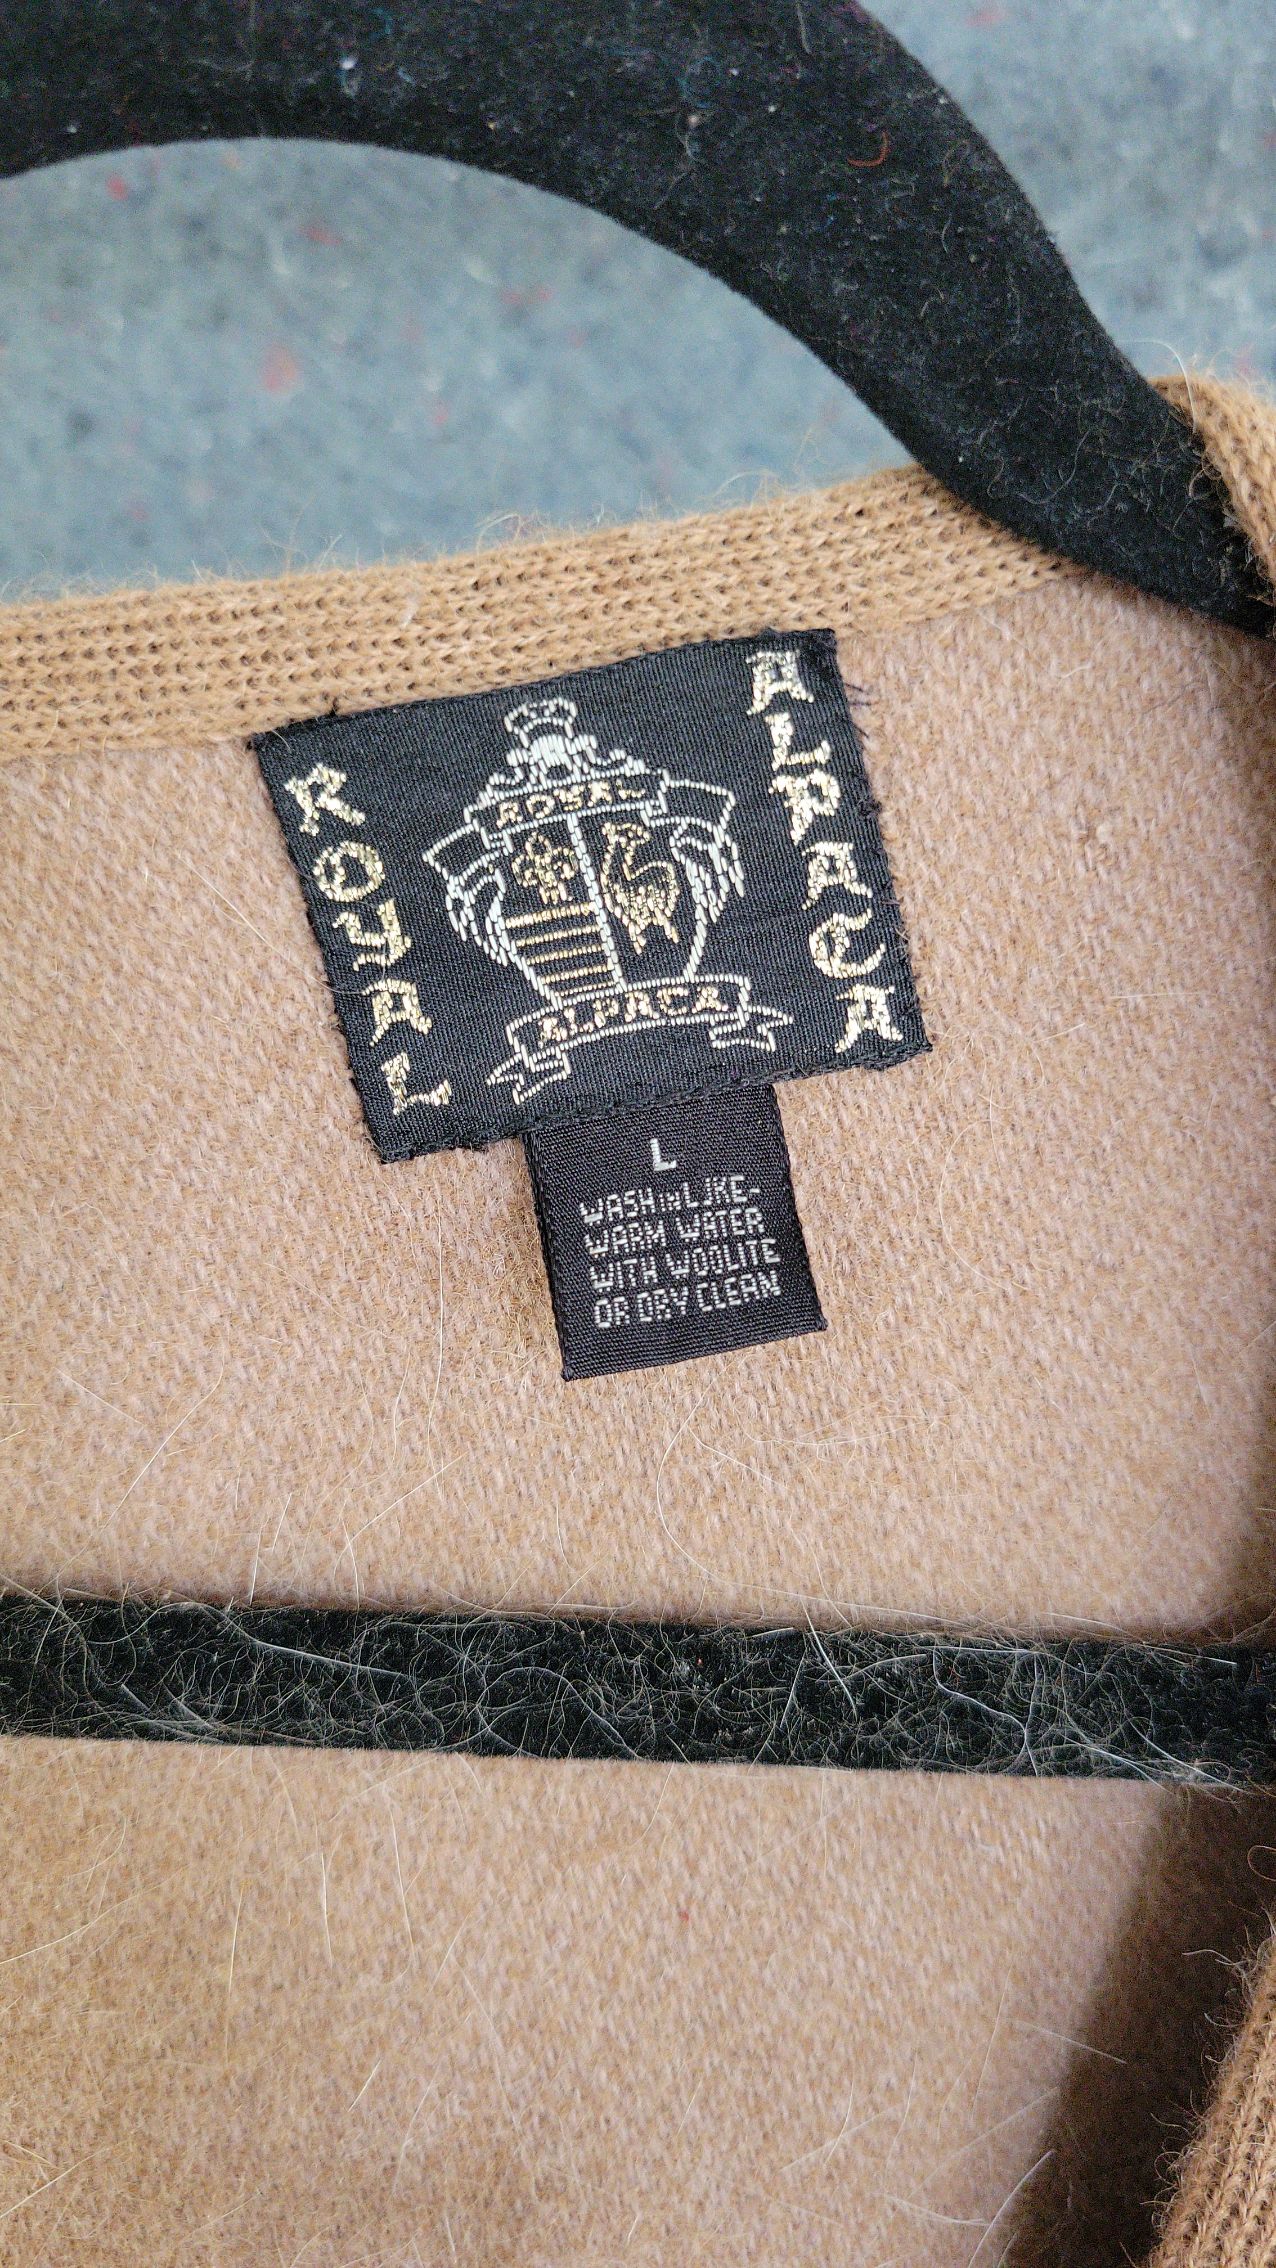 ROYAL
ROYAL
ALPACA
ALPACA
L
WASH IN LUKE-
WARM WATER
WITH WOOLITE
OR DRY CLEAN